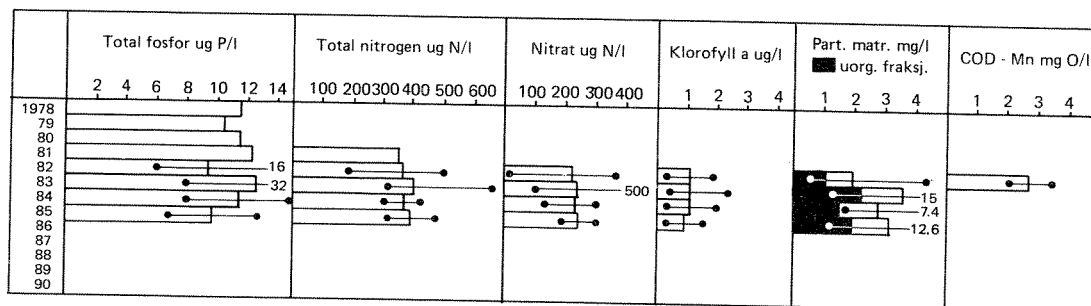 Total fosfor ug P/l
Total nitrogen ug N/l
Nitrat ug N/l
Klorofyll a ug/l
Part. matr. mg/l
uorg. fraksj.
COD - Mn mg O/l
2 4 6 8 10 12 14
100 200 300 400 500 600
100 200 300 400
1 2 3 4
1 2 3 4
1 2 3 4
1978
79
80
81
82
83
84
85
86
87
88
89
90
16
32
500
15
7.4
12.6